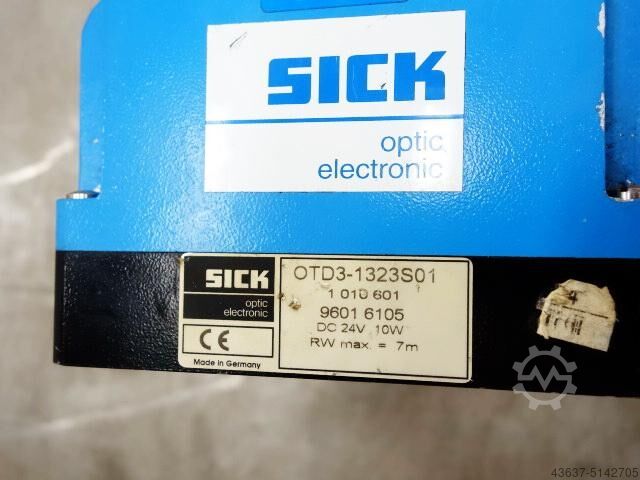 SICK
optic
electronic
SICK
optic
electronic
CE
Made in Germany
OTD3-1323S01
1 010 601
9601 6105
DC 24V 10W
RW max. = 7m
43637-5142705